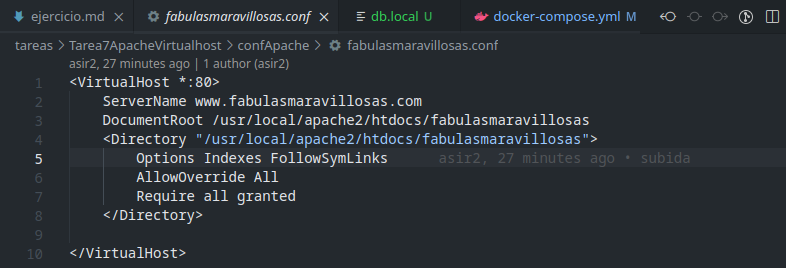 ejercicio.md
fabulasmaravillosas.conf
db.local U
docker-compose.yml M
tareas > Tarea7ApacheVirtualhost > confApache > fabulasmaravillosas.conf
asir2, 27 minutes ago | 1 author (asir2)
1 <VirtualHost *:80>
2 ServerName www.fabulasmaravillosas.com
3 DocumentRoot /usr/local/apache2/htdocs/fabulasmaravillosas
4 <Directory "/usr/local/apache2/htdocs/fabulasmaravillosas">
5 Options Indexes FollowSymLinks asir2, 27 minutes ago • subida
6 AllowOverride All
7 Require all granted
8 </Directory>
9
10 </VirtualHost>